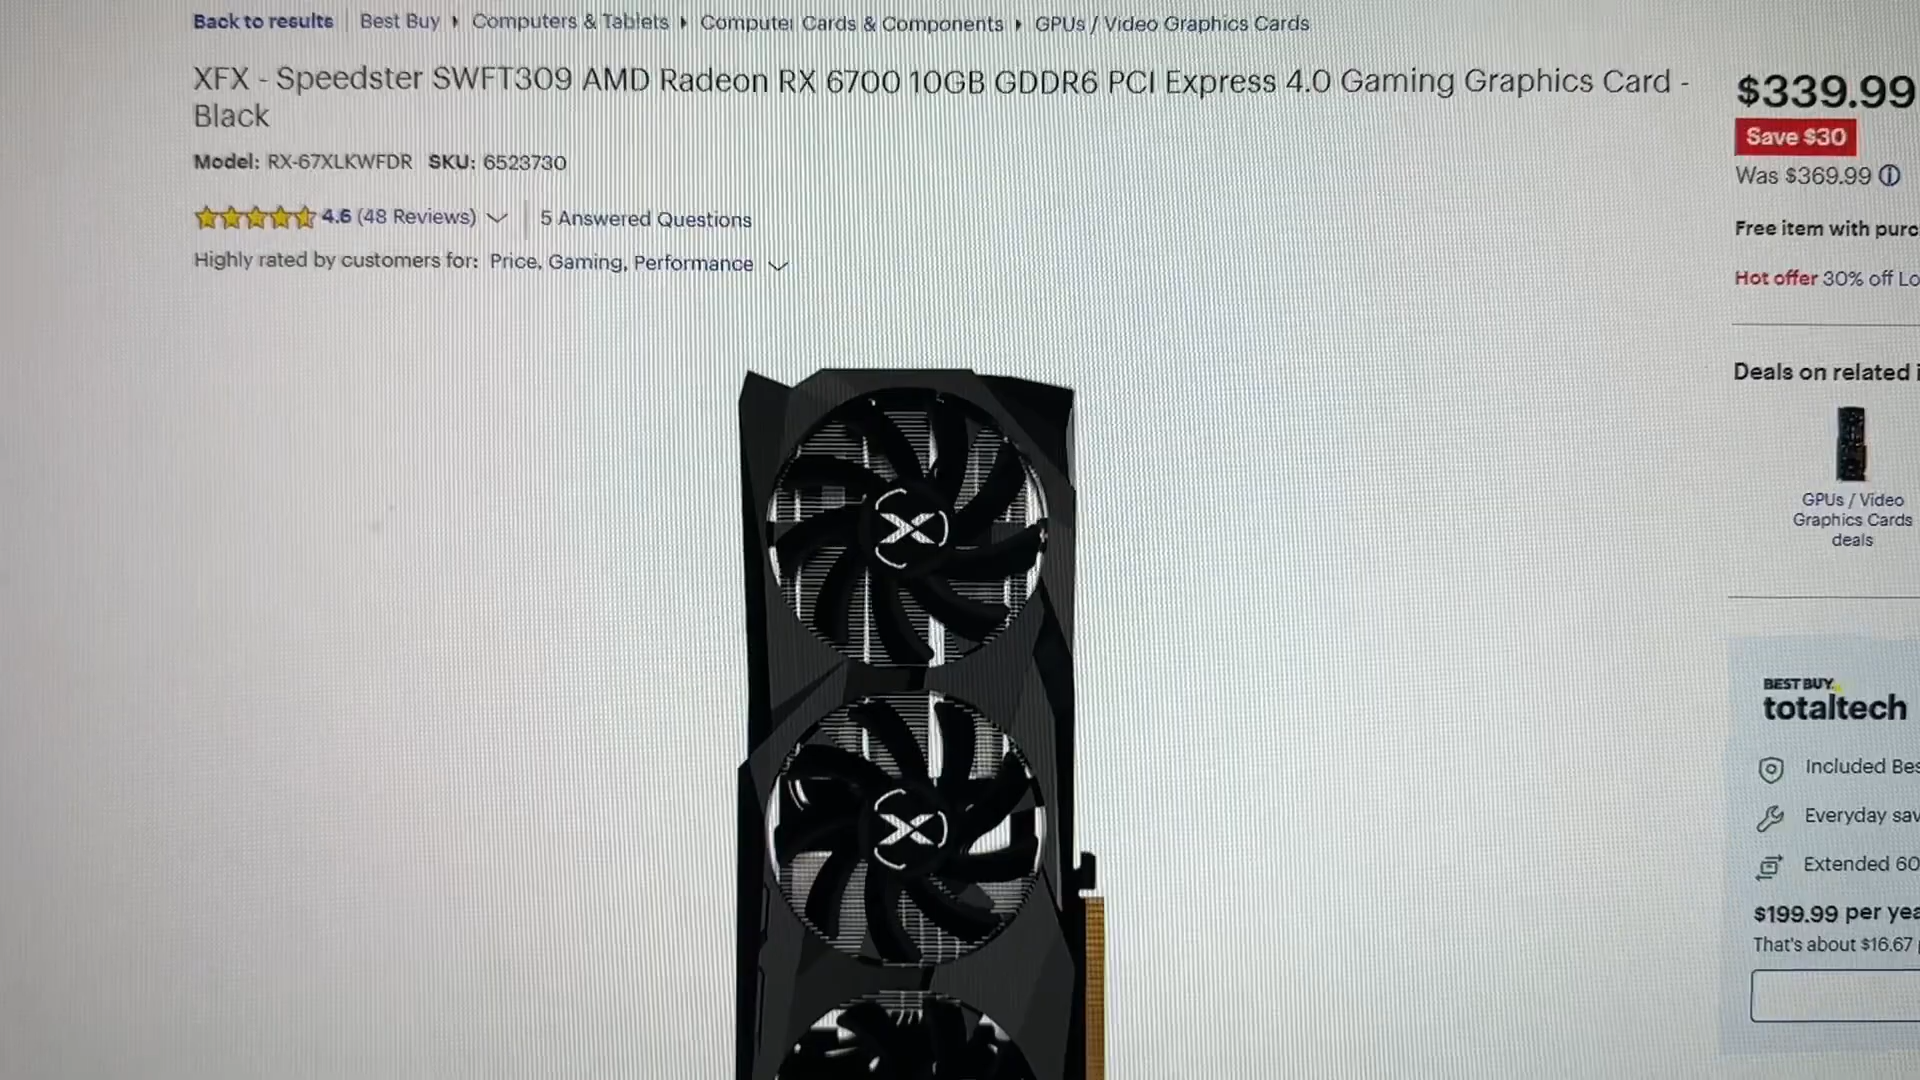 Back to results | Best Buy Computers & Tablets Computer Cards & Components GPUs / Video Graphics Cards
XFX - Speedster SWFT309 AMD Radeon RX 6700 10GB GDDR6 PCI Express 4.0 Gaming Graphics Card -
Black
Model: RX-67XLKWFDR SKU: 6523730
4.6 (48 Reviews) 5 Answered Questions
Highly rated by customers for: Price, Gaming, Performance
$339.99
Save $30
Was $369.99
Free item with purc
Hot offer 30% off Lo
Deals on related i
GPUs / Video
Graphics Cards
deals
BEST BUY
totaltech
Included Bes
Everyday sav
Extended 60
$199.99 per yea
That's about $16.67